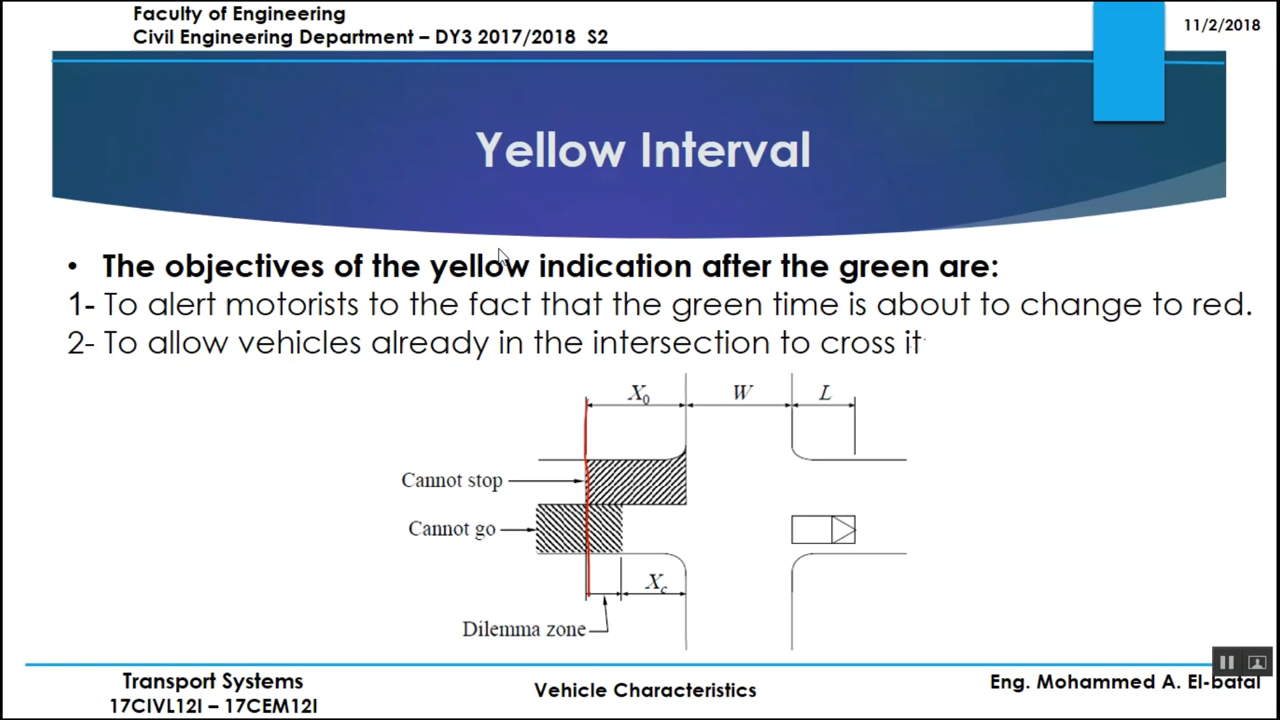 Faculty of Engineering
Civil Engineering Department – DY3 2017/2018 S2
11/2/2018
Yellow Interval
• The objectives of the yellow indication after the green are:
1- To alert motorists to the fact that the green time is about to change to red.
2- To allow vehicles already in the intersection to cross it
X0 W L
Cannot stop
Cannot go
Xc
Dilemma zone
Transport Systems
17CIVL12I – 17CEM12I
Vehicle Characteristics
Eng. Mohammed A. El-batal